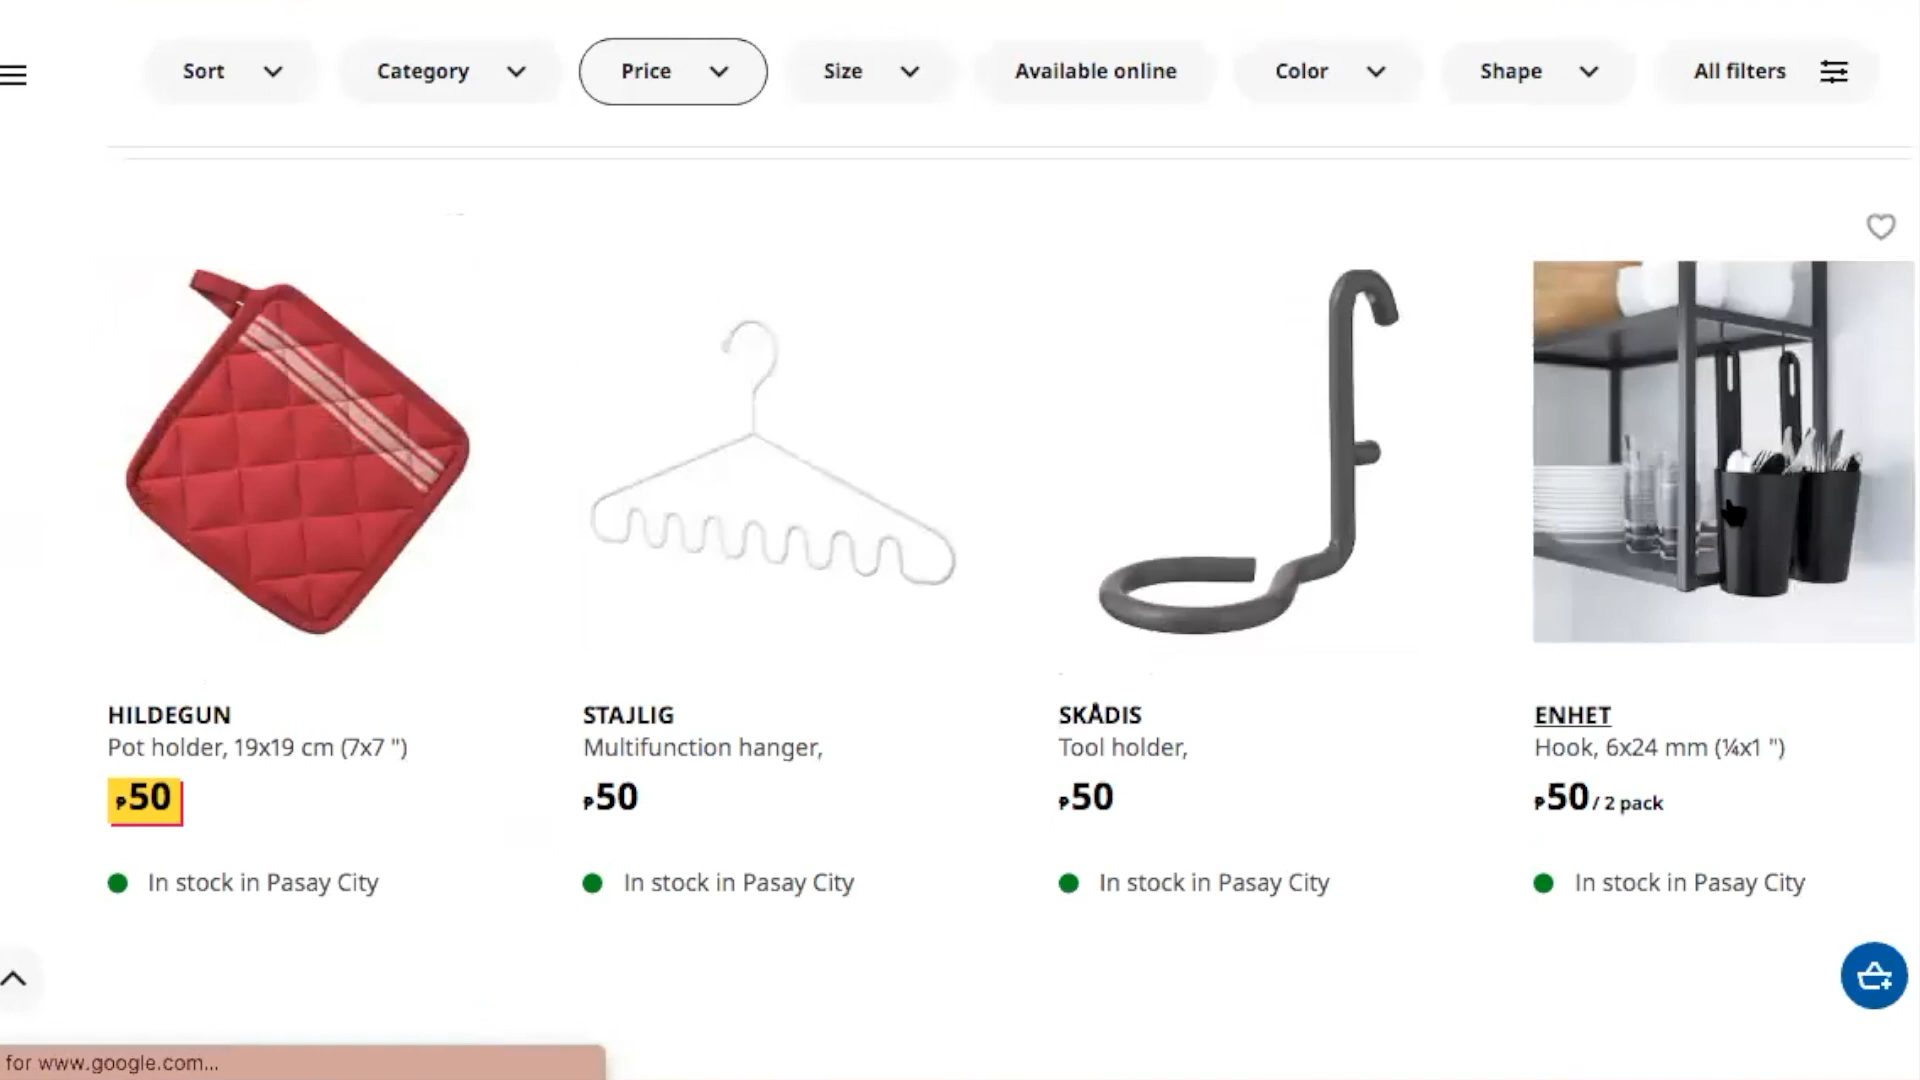 Sort
Category
Price
Size
Available online
Color
Shape
All filters
HILDEGUN
Pot holder, 19x19 cm (7x7 ")
₱50
In stock in Pasay City
STAJLIG
Multifunction hanger,
₱50
In stock in Pasay City
SKÅDIS
Tool holder,
₱50
In stock in Pasay City
ENHET
Hook, 6x24 mm (¼x1 ")
₱50/ 2 pack
In stock in Pasay City
for www.google.com...